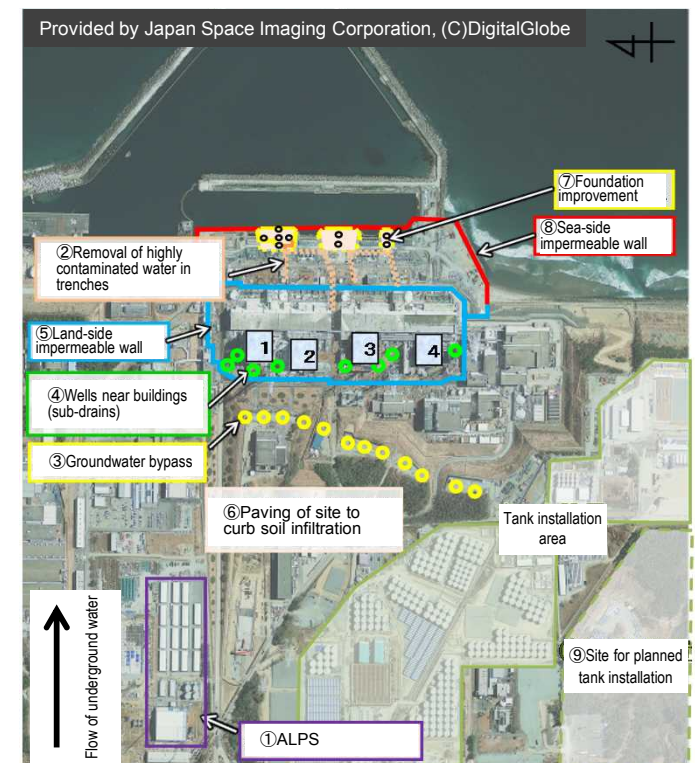 Provided by Japan Space Imaging Corporation, (C)DigitalGlobe
⑦Foundation
improvement
⑧Sea-side
impermeable wall
②Removal of highly
contaminated water in
trenches
⑤Land-side
impermeable wall
1
2
3
4
④Wells near buildings
(sub-drains)
③Groundwater bypass
⑥Paving of site to
curb soil infiltration
Tank installation
area
⑨Site for planned
tank installation
Flow of underground water
①ALPS